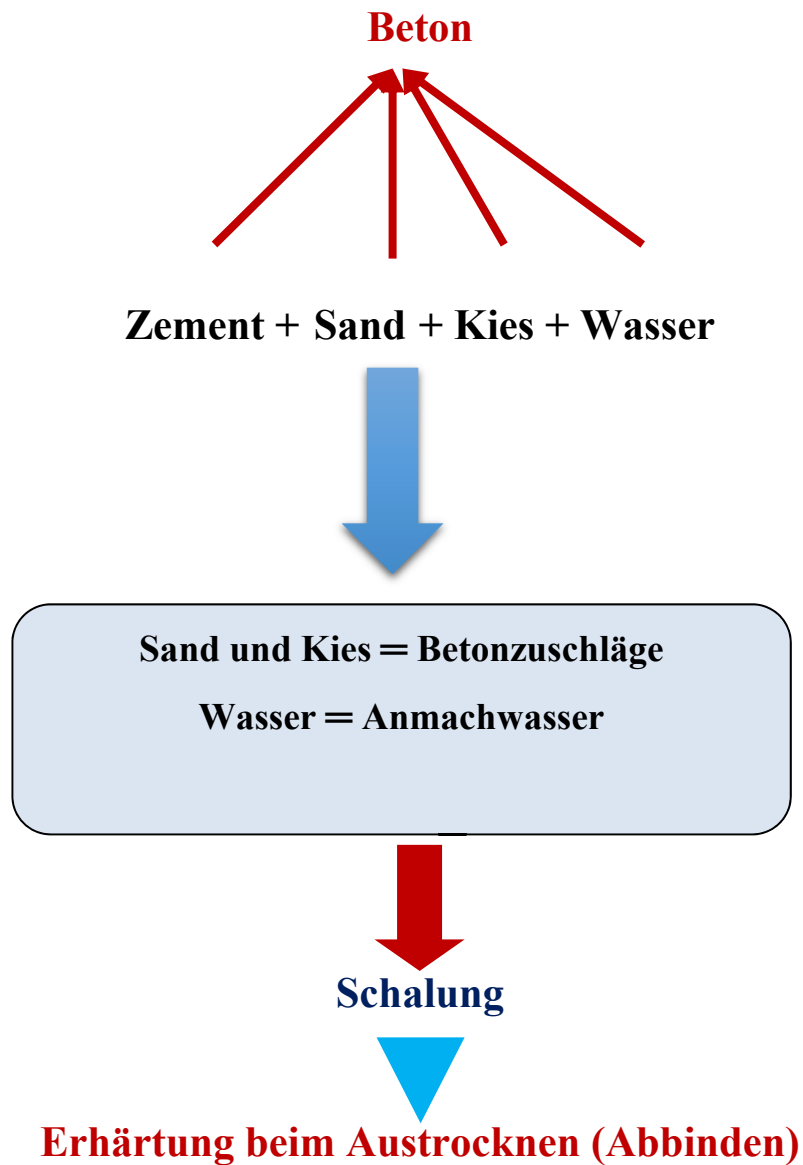 Beton
Zement + Sand + Kies + Wasser
Sand und Kies = Betonzuschläge
Wasser = Anmachwasser
Schalung
Erhärtung beim Austrocknen (Abbinden)